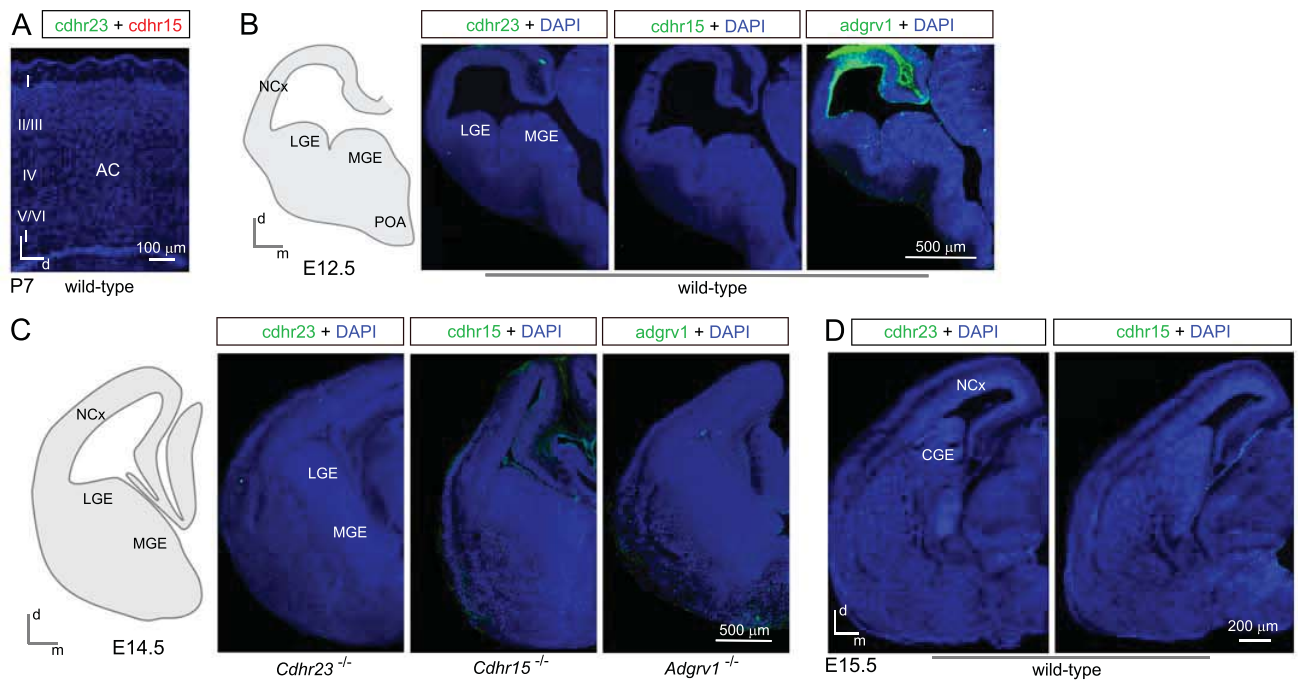 A
cdhr23 + cdhr15
I
II/III
IV
AC
V/VI
l
d
100 µm
P7
wild-type
B
NCx
LGE
MGE
POA
d
m
E12.5
cdhr23 + DAPI
cdhr15 + DAPI
adgrv1 + DAPI
LGE
MGE
500 µm
wild-type
C
NCx
LGE
MGE
d
m
E14.5
cdhr23 + DAPI
cdhr15 + DAPI
adgrv1 + DAPI
LGE
MGE
500 µm
Cdhr23 -/-
Cdhr15 -/-
Adgrv1 -/-
D
cdhr23 + DAPI
cdhr15 + DAPI
NCx
CGE
d
m
200 µm
E15.5
wild-type